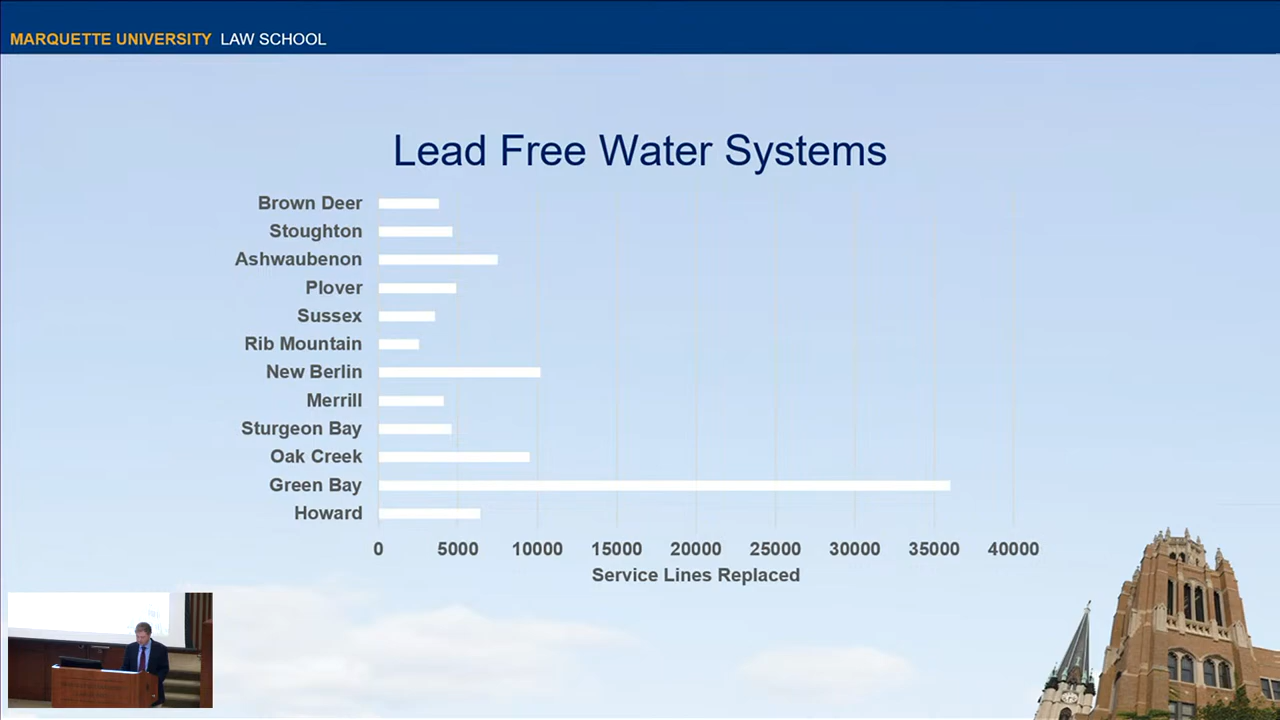 MARQUETTE UNIVERSITY LAW SCHOOL
Lead Free Water Systems
Brown Deer
Stoughton
Ashwaubenon
Plover
Sussex
Rib Mountain
New Berlin
Merrill
Sturgeon Bay
Oak Creek
Green Bay
Howard
0 5000 10000 15000 20000 25000 30000 35000 40000
Service Lines Replaced